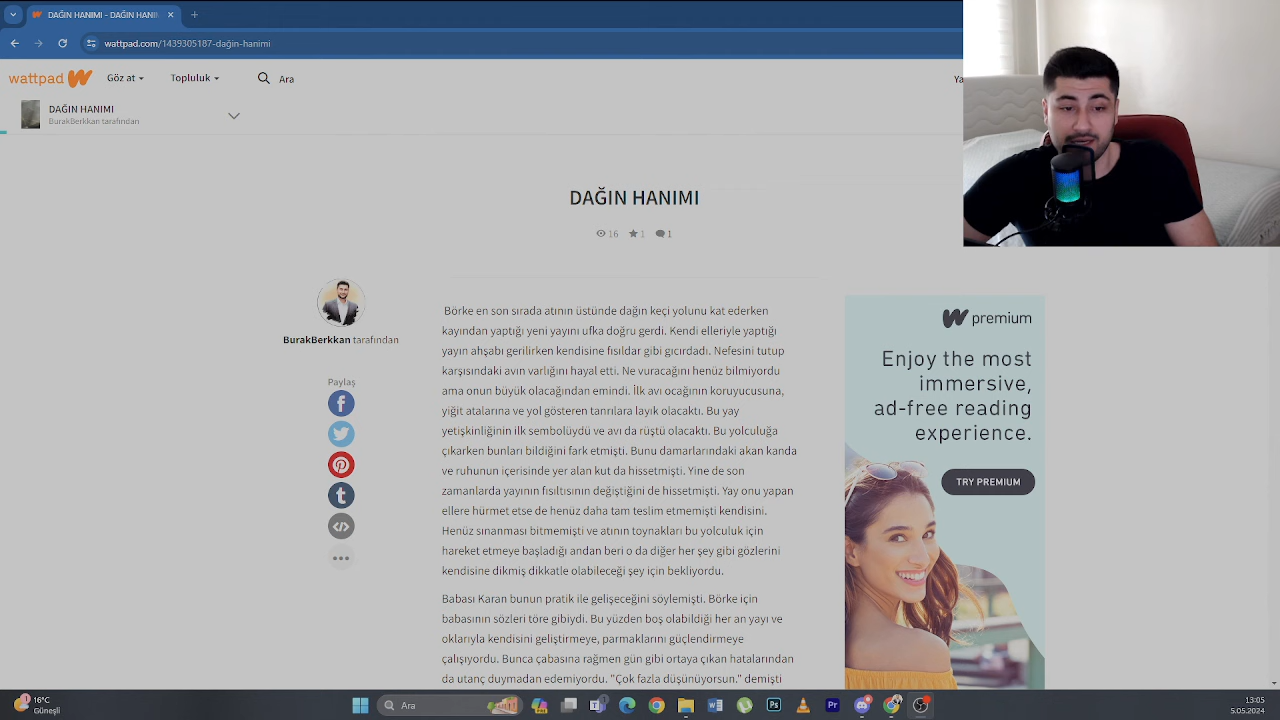 DAĞIN HANIMI - DAĞIN HANI
wattpad.com/1439305187-dağin-hanimi
wattpad
Göz at
Topluluk
Ara
Ya
DAĞIN HANIMI
BurakBerkkan tarafından
DAĞIN HANIMI
16 1 1
BurakBerkkan tarafından
Paylaş
Börke en son sırada atının üstünde dağın keçi yolunu kat ederken
kayından yaptığı yeni yayını ufka doğru gerdi. Kendi elleriyle yaptığı
yayın ahşabı gerilirken kendisine fısıldar gibi gıcırdadı. Nefesini tutup
karşısındaki avın varlığını hayal etti. Ne vuracağını henüz bilmiyordu
ama onun büyük olacağından emindi. İlk avı ocağının koruyucusuna,
yiğit atalarına ve yol gösteren tanrılara layık olacaktı. Bu yay
yetişkinliğinin ilk sembolüydü ve avı da rüştü olacaktı. Bu yolculuğa
çıkarken bunları bildiğini fark etmişti. Bunu damarlarındaki akan kanda
ve ruhunun içerisinde yer alan kut da hissetmişti. Yine de son
zamanlarda yayının fısıltısının değiştiğini de hissetmişti. Yay onu yapan
ellere hürmet etse de henüz daha tam teslim etmemişti kendisini.
Henüz sınanması bitmemişti ve atının toynakları bu yolculuk için
hareket etmeye başladığı andan beri o da diğer her şey gibi gözlerini
kendisine dikmiş dikkatle olabileceği şey için bekliyordu.
Babası Karan bunun pratik ile gelişeceğini söylemişti. Börke için
babasının sözleri töre gibiydi. Bu yüzden boş olabildiği her an yayı ve
oklarıyla kendisini geliştirmeye, parmaklarını güçlendirmeye
çalışıyordu. Bunca çabasına rağmen gün gibi ortaya çıkan hatalarından
da utanç duymadan edemiyordu. "Çok fazla düşünüyorsun." demişti
premium
Enjoy the most
immersive,
ad-free reading
experience.
TRY PREMIUM
16°C
Güneşli
Ara
13:05
5.05.2024